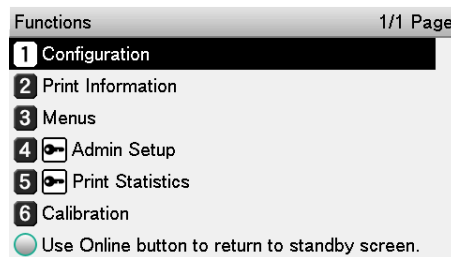 Functions 1/1 Page
1 Configuration
2 Print Information
3 Menus
4 Admin Setup
5 Print Statistics
6 Calibration
Use Online button to return to standby screen.